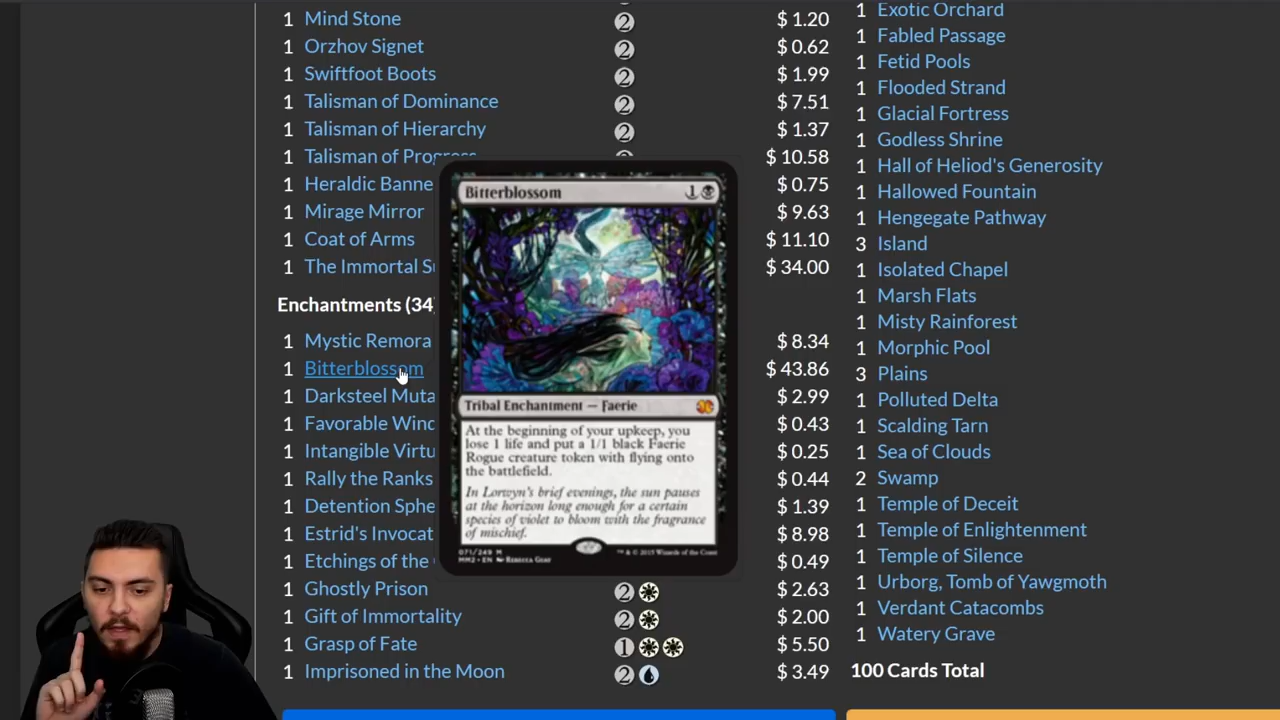 1 Mind Stone 2 $ 1.20
1 Orzhov Signet 2 $ 0.62
1 Swiftfoot Boots 2 $ 1.99
1 Talisman of Dominance 2 $ 7.51
1 Talisman of Hierarchy 2 $ 1.37
1 Talisman of Progress $ 10.58
1 Heraldic Banne $ 0.75
1 Mirage Mirror $ 9.63
1 Coat of Arms $ 11.10
1 The Immortal S $ 34.00
Enchantments (34
1 Mystic Remora $ 8.34
1 Bitterblossom $ 43.86
1 Darksteel Muta $ 2.99
1 Favorable Winc $ 0.43
1 Intangible Virtu $ 0.25
1 Rally the Ranks $ 0.44
1 Detention Sphe $ 1.39
1 Estrid's Invocat $ 8.98
1 Etchings of the $ 0.49
1 Ghostly Prison 2 $ 2.63
1 Gift of Immortality 2 $ 2.00
1 Grasp of Fate 1 $ 5.50
1 Imprisoned in the Moon 2 $ 3.49
Bitterblossom 1
Tribal Enchantment — Faerie
At the beginning of your upkeep, you
lose 1 life and put a 1/1 black Faerie
Rogue creature token with flying onto
the battlefield.
In Lorwyn's brief evenings, the sun pauses
at the horizon long enough for a certain
species of violet to bloom with the fragrance
of mischief.
071/249 M
MM2 • EN Rebecca Guay
™ & © 2015 Wizards of the Coast
1 Exotic Orchard
1 Fabled Passage
1 Fetid Pools
1 Flooded Strand
1 Glacial Fortress
1 Godless Shrine
1 Hall of Heliod's Generosity
1 Hallowed Fountain
1 Hengegate Pathway
3 Island
1 Isolated Chapel
1 Marsh Flats
1 Misty Rainforest
1 Morphic Pool
3 Plains
1 Polluted Delta
1 Scalding Tarn
1 Sea of Clouds
2 Swamp
1 Temple of Deceit
1 Temple of Enlightenment
1 Temple of Silence
1 Urborg, Tomb of Yawgmoth
1 Verdant Catacombs
1 Watery Grave
100 Cards Total